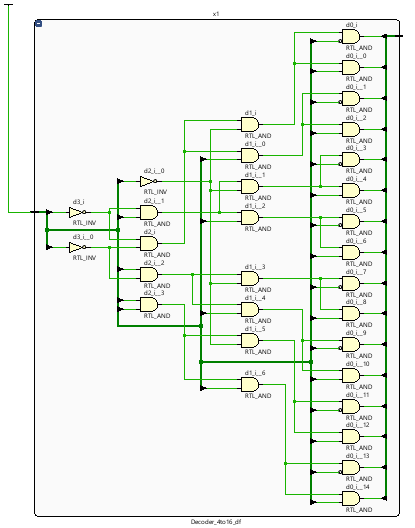 x1
d3_i
RTL_INV
d3_i__0
RTL_INV
d2_i__0
RTL_INV
d2_i__1
RTL_AND
d2_i
RTL_AND
d2_i__2
RTL_AND
d2_i__3
RTL_AND
d1_i
RTL_AND
d1_i__0
RTL_AND
d1_i__1
RTL_AND
d1_i__2
RTL_AND
d1_i__3
RTL_AND
d1_i__4
RTL_AND
d1_i__5
RTL_AND
d1_i__6
RTL_AND
d0_i
RTL_AND
d0_i__0
RTL_AND
d0_i__1
RTL_AND
d0_i__2
RTL_AND
d0_i__3
RTL_AND
d0_i__4
RTL_AND
d0_i__5
RTL_AND
d0_i__6
RTL_AND
d0_i__7
RTL_AND
d0_i__8
RTL_AND
d0_i__9
RTL_AND
d0_i__10
RTL_AND
d0_i__11
RTL_AND
d0_i__12
RTL_AND
d0_i__13
RTL_AND
d0_i__14
RTL_AND
Decoder_4to16_df